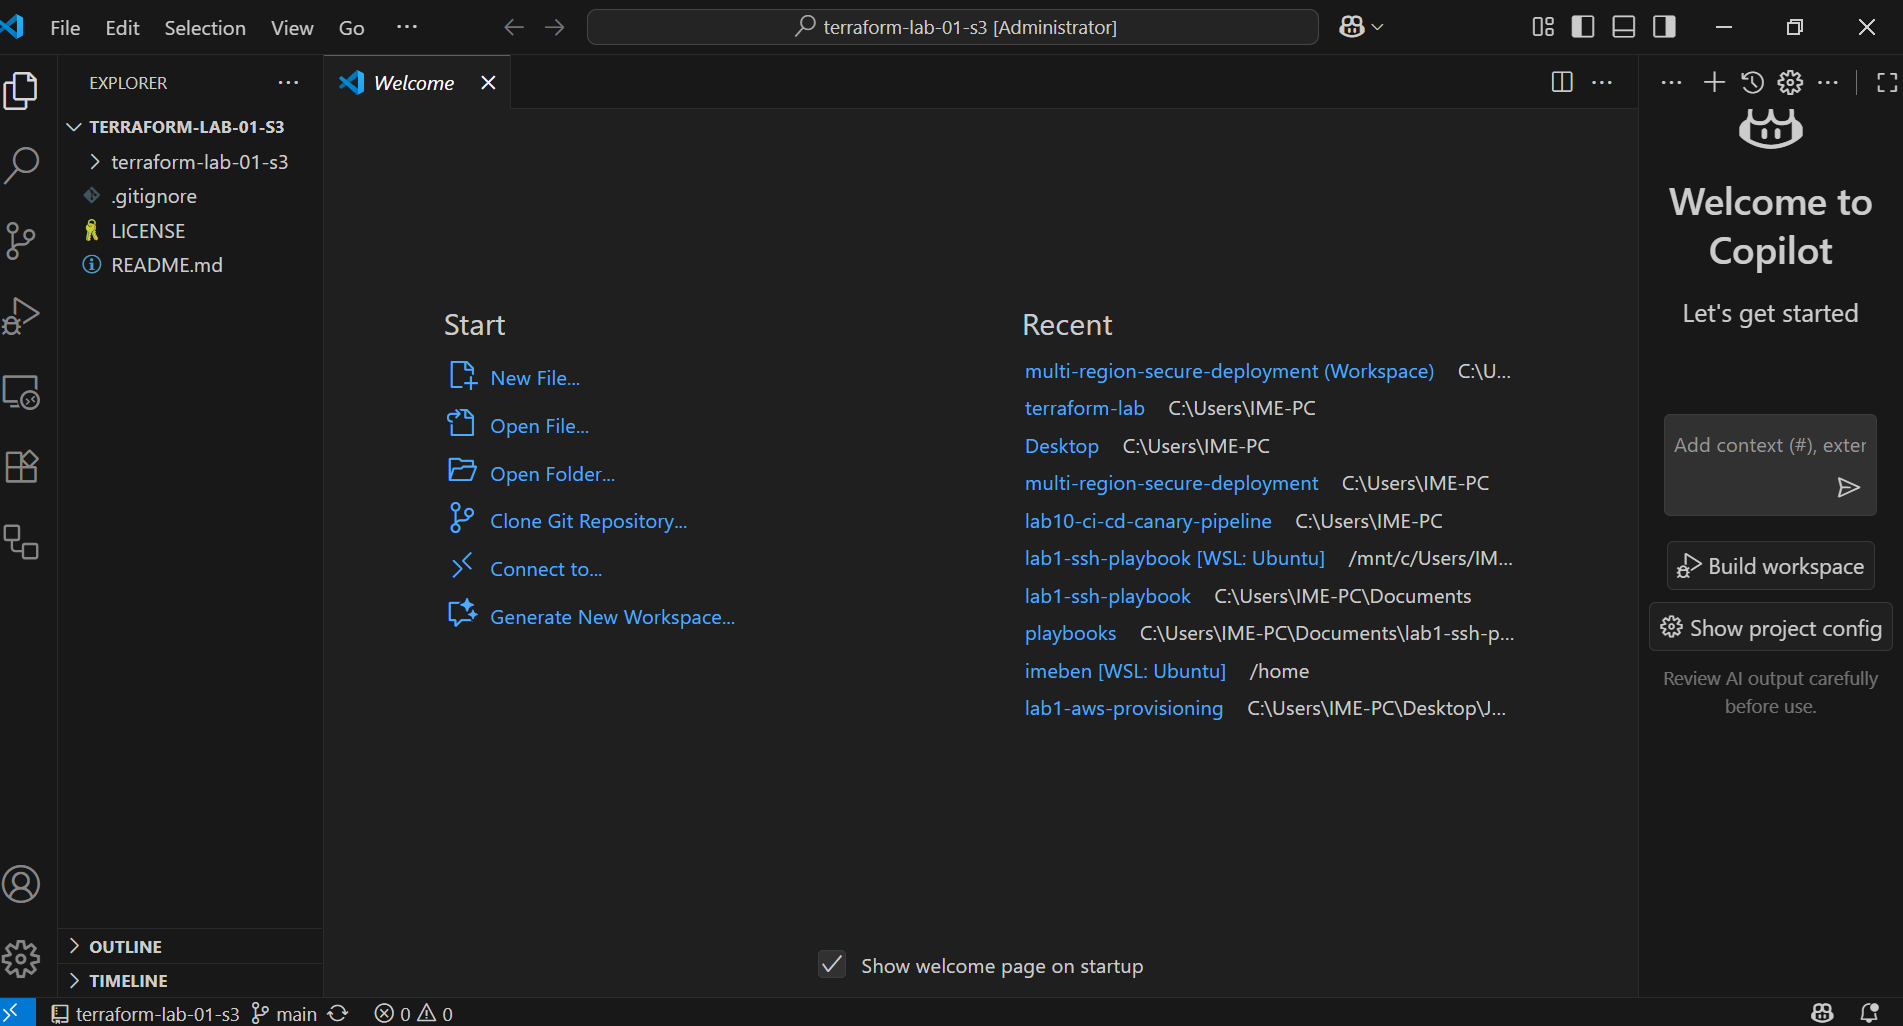 File Edit Selection View Go ···
terraform-lab-01-s3 [Administrator]
EXPLORER
TERRAFORM-LAB-01-S3
terraform-lab-01-s3
.gitignore
LICENSE
README.md
OUTLINE
TIMELINE
Welcome
Start
New File...
Open File...
Open Folder...
Clone Git Repository...
Connect to...
Generate New Workspace...
Recent
multi-region-secure-deployment (Workspace) C:\U...
terraform-lab C:\Users\IME-PC
Desktop C:\Users\IME-PC
multi-region-secure-deployment C:\Users\IME-PC
lab10-ci-cd-canary-pipeline C:\Users\IME-PC
lab1-ssh-playbook [WSL: Ubuntu] /mnt/c/Users/IM...
lab1-ssh-playbook C:\Users\IME-PC\Documents
playbooks C:\Users\IME-PC\Documents\lab1-ssh-p...
imeben [WSL: Ubuntu] /home
lab1-aws-provisioning C:\Users\IME-PC\Desktop\J...
Show welcome page on startup
Welcome to
Copilot
Let's get started
Add context (#), exter
Build workspace
Show project config
Review AI output carefully
before use.
terraform-lab-01-s3 main 0 0